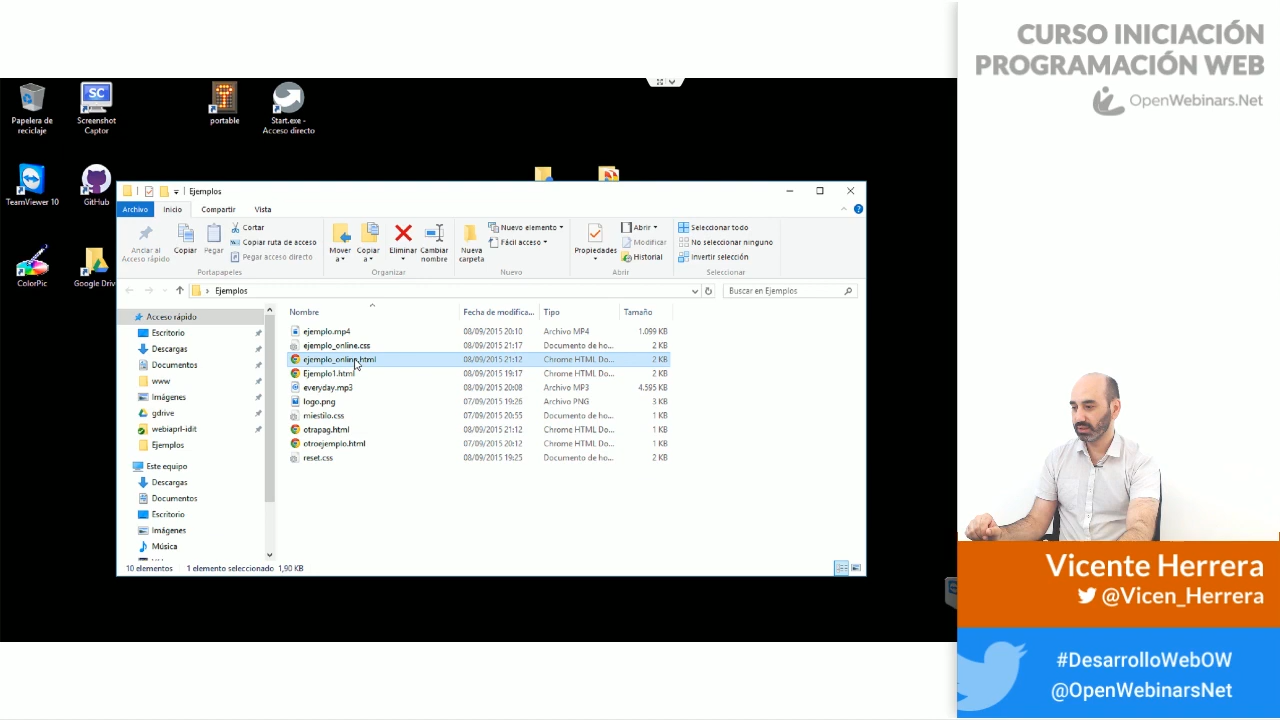 CURSO INICIACIÓN
PROGRAMACIÓN WEB
OpenWebinars.Net
Papelera de
reciclaje
Screenshot
Captor
portable
Start.exe -
Acceso directo
TeamViewer 10
GitHub
ColorPic
Google Driv
Ejemplos
Archivo
Inicio
Compartir
Vista
Anclar al
Acceso rápido
Copiar
Pegar
Cortar
Copiar ruta de acceso
Pegar acceso directo
Portapapeles
Mover
a
Copiar
a
Eliminar
Cambiar
nombre
Organizar
Nueva
carpeta
Nuevo elemento
Fácil acceso
Nuevo
Propiedades
Abrir
Modificar
Historial
Abrir
Seleccionar todo
No seleccionar ninguno
Invertir selección
Seleccionar
Ejemplos
Buscar en Ejemplos
Acceso rápido
Escritorio
Descargas
Documentos
www
Imágenes
gdrive
webiaprl-idit
Ejemplos
Este equipo
Descargas
Documentos
Escritorio
Imágenes
Música
Nombre Fecha de modifica... Tipo Tamaño
ejemplo.mp4 08/09/2015 20:10 Archivo MP4 1.099 KB
ejemplo_online.css 08/09/2015 21:17 Documento de ho... 2 KB
ejemplo_online.html 08/09/2015 21:12 Chrome HTML Do... 2 KB
Ejemplo1.html 08/09/2015 19:17 Chrome HTML Do... 2 KB
everyday.mp3 08/09/2015 20:08 Archivo MP3 4.595 KB
logo.png 07/09/2015 19:26 Archivo PNG 3 KB
miestilo.css 07/09/2015 20:55 Documento de ho... 1 KB
otrapag.html 08/09/2015 21:12 Chrome HTML Do... 1 KB
otroejemplo.html 07/09/2015 20:12 Chrome HTML Do... 1 KB
reset.css 08/09/2015 19:25 Documento de ho... 2 KB
10 elementos 1 elemento seleccionado 1,90 KB
Vicente Herrera
@Vicen_Herrera
#DesarrolloWebOW
@OpenWebinarsNet